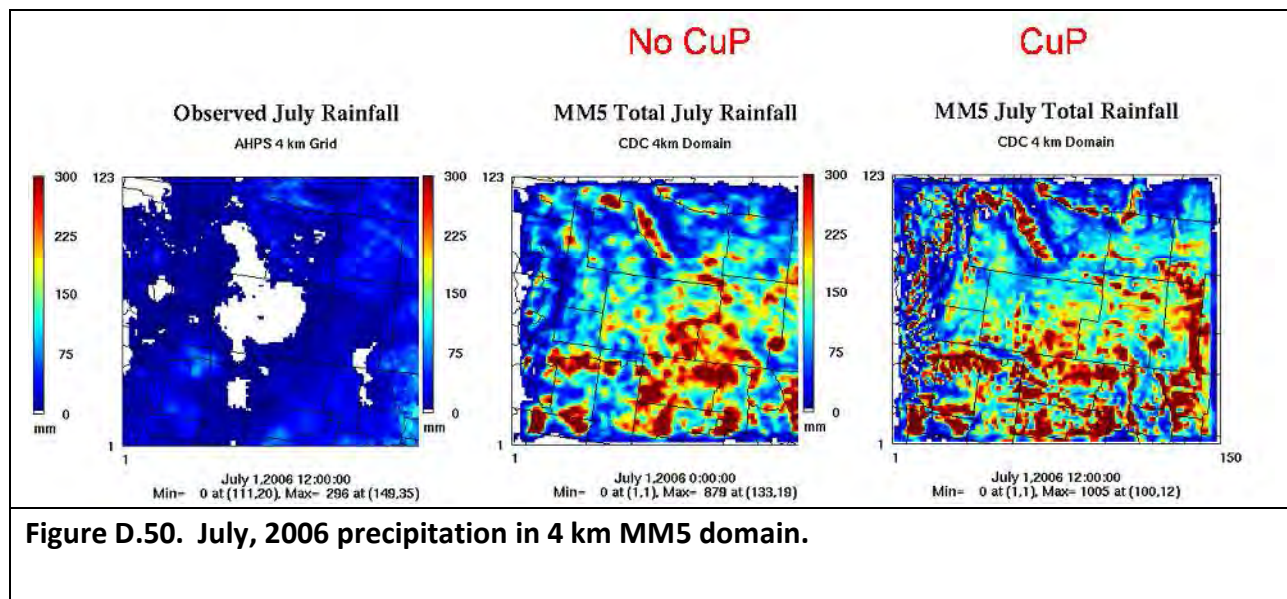 No CuP
CuP
Observed July Rainfall
AHPS 4 km Grid
300
225
150
75
0
mm
123
1
1
July 1,2006 12:00:00
Min= 0 at (111,20), Max= 296 at (149,35)
MM5 Total July Rainfall
CDC 4km Domain
300
225
150
75
0
mm
123
1
1
July 1,2006 0:00:00
Min= 0 at (1,1), Max= 879 at (133,19)
MM5 July Total Rainfall
CDC 4 km Domain
300
225
150
75
0
mm
123
1
1
150
July 1,2006 12:00:00
Min= 0 at (1,1), Max= 1005 at (100,12)
Figure D.50. July, 2006 precipitation in 4 km MM5 domain.